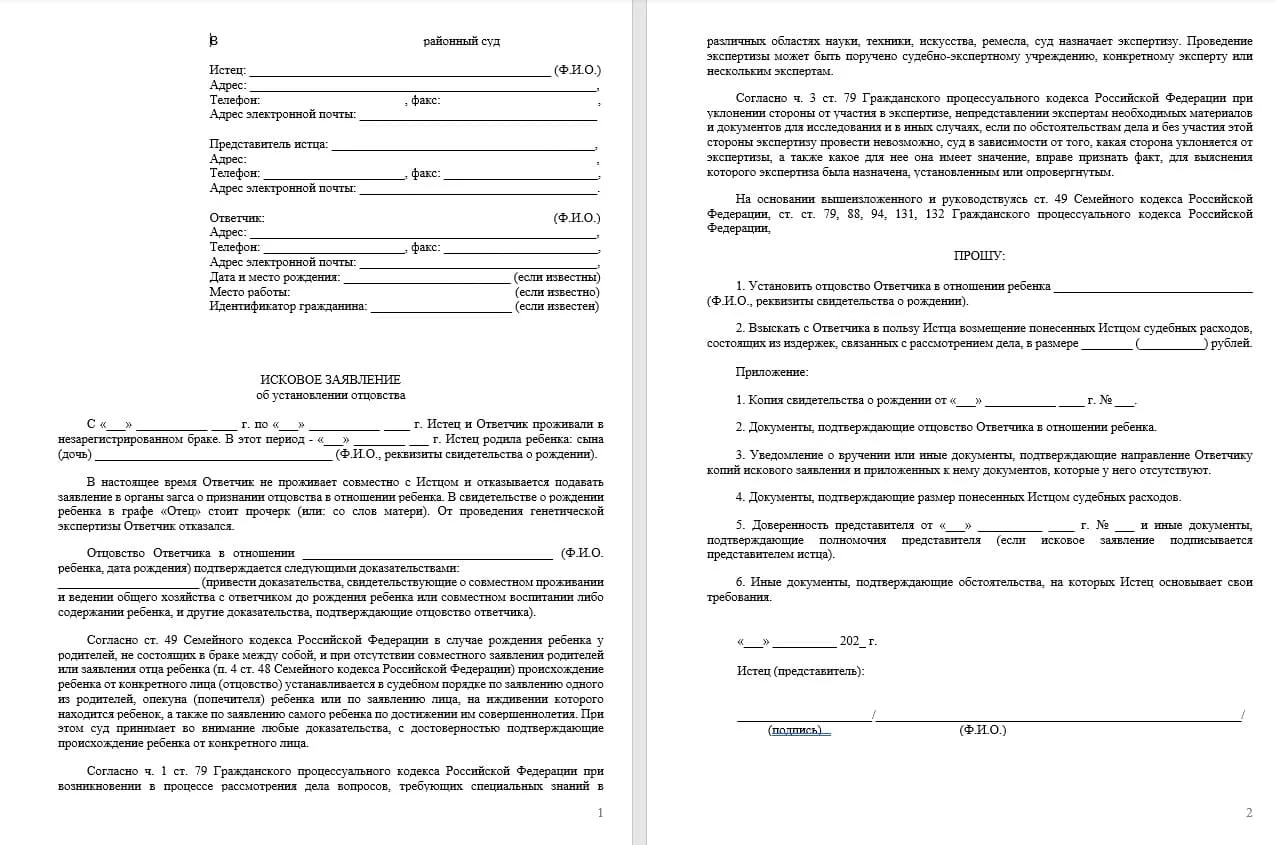 В районный суд
Истец: ____________________ (Ф.И.О.)
Адрес: ____________________,
Телефон: , факс: ,
Адрес электронной почты: ____________________
Представитель истца: ____________________,
Адрес: ,
Телефон: ____________________, факс: ____________________,
Адрес электронной почты: ____________________.
Ответчик: (Ф.И.О.)
Адрес: ____________________,
Телефон: ____________________, факс: ____________________,
Адрес электронной почты: ____________________,
Дата и место рождения: ____________________ (если известны)
Место работы: (если известно)
Идентификатор гражданина: ____________________ (если известен)
ИСКОВОЕ ЗАЯВЛЕНИЕ
об установлении отцовства
С «___» ___________ ____ г. по «___» ___________ ____ г. Истец и Ответчик проживали в
незарегистрированном браке. В этот период - «___» ________ ___ г. Истец родила ребенка: сына
(дочь) ____________________ (Ф.И.О., реквизиты свидетельства о рождении).
В настоящее время Ответчик не проживает совместно с Истцом и отказывается подавать
заявление в органы загса о признании отцовства в отношении ребенка. В свидетельстве о рождении
ребенка в графе «Отец» стоит прочерк (или: со слов матери). От проведения генетической
экспертизы Ответчик отказался.
Отцовство Ответчика в отношении ____________________ (Ф.И.О.
ребенка, дата рождения) подтверждается следующими доказательствами:
____________________ (привести доказательства, свидетельствующие о совместном проживании
и ведении общего хозяйства с ответчиком до рождения ребенка или совместном воспитании либо
содержании ребенка, и другие доказательства, подтверждающие отцовство ответчика).
Согласно ст. 49 Семейного кодекса Российской Федерации в случае рождения ребенка у
родителей, не состоящих в браке между собой, и при отсутствии совместного заявления родителей
или заявления отца ребенка (п. 4 ст. 48 Семейного кодекса Российской Федерации) происхождение
ребенка от конкретного лица (отцовство) устанавливается в судебном порядке по заявлению одного
из родителей, опекуна (попечителя) ребенка или по заявлению лица, на иждивении которого
находится ребенок, а также по заявлению самого ребенка по достижении им совершеннолетия. При
этом суд принимает во внимание любые доказательства, с достоверностью подтверждающие
происхождение ребенка от конкретного лица.
Согласно ч. 1 ст. 79 Гражданского процессуального кодекса Российской Федерации при
возникновении в процессе рассмотрения дела вопросов, требующих специальных знаний в
1
различных областях науки, техники, искусства, ремесла, суд назначает экспертизу. Проведение
экспертизы может быть поручено судебно-экспертному учреждению, конкретному эксперту или
нескольким экспертам.
Согласно ч. 3 ст. 79 Гражданского процессуального кодекса Российской Федерации при
уклонении стороны от участия в экспертизе, непредставлении экспертам необходимых материалов
и документов для исследования и в иных случаях, если по обстоятельствам дела и без участия этой
стороны экспертизу провести невозможно, суд в зависимости от того, какая сторона уклоняется от
экспертизы, а также какое для нее она имеет значение, вправе признать факт, для выяснения
которого экспертиза была назначена, установленным или опровергнутым.
На основании вышеизложенного и руководствуясь ст. 49 Семейного кодекса Российской
Федерации, ст. ст. 79, 88, 94, 131, 132 Гражданского процессуального кодекса Российской
Федерации,
ПРОШУ:
1. Установить отцовство Ответчика в отношении ребенка ____________________
(Ф.И.О., реквизиты свидетельства о рождении).
2. Взыскать с Ответчика в пользу Истца возмещение понесенных Истцом судебных расходов,
состоящих из издержек, связанных с рассмотрением дела, в размере ________ (__________) рублей.
Приложение:
1. Копия свидетельства о рождении от «___» ___________ ____ г. № ___.
2. Документы, подтверждающие отцовство Ответчика в отношении ребенка.
3. Уведомление о вручении или иные документы, подтверждающие направление Ответчику
копий искового заявления и приложенных к нему документов, которые у него отсутствуют.
4. Документы, подтверждающие размер понесенных Истцом судебных расходов.
5. Доверенность представителя от «___» __________ ____ г. № ___ и иные документы,
подтверждающие полномочия представителя (если исковое заявление подписывается
представителем истца).
6. Иные документы, подтверждающие обстоятельства, на которых Истец основывает свои
требования.
«___» __________ 202_ г.
Истец (представитель):
____________________/____________________/
(подпись) (Ф.И.О.)
2